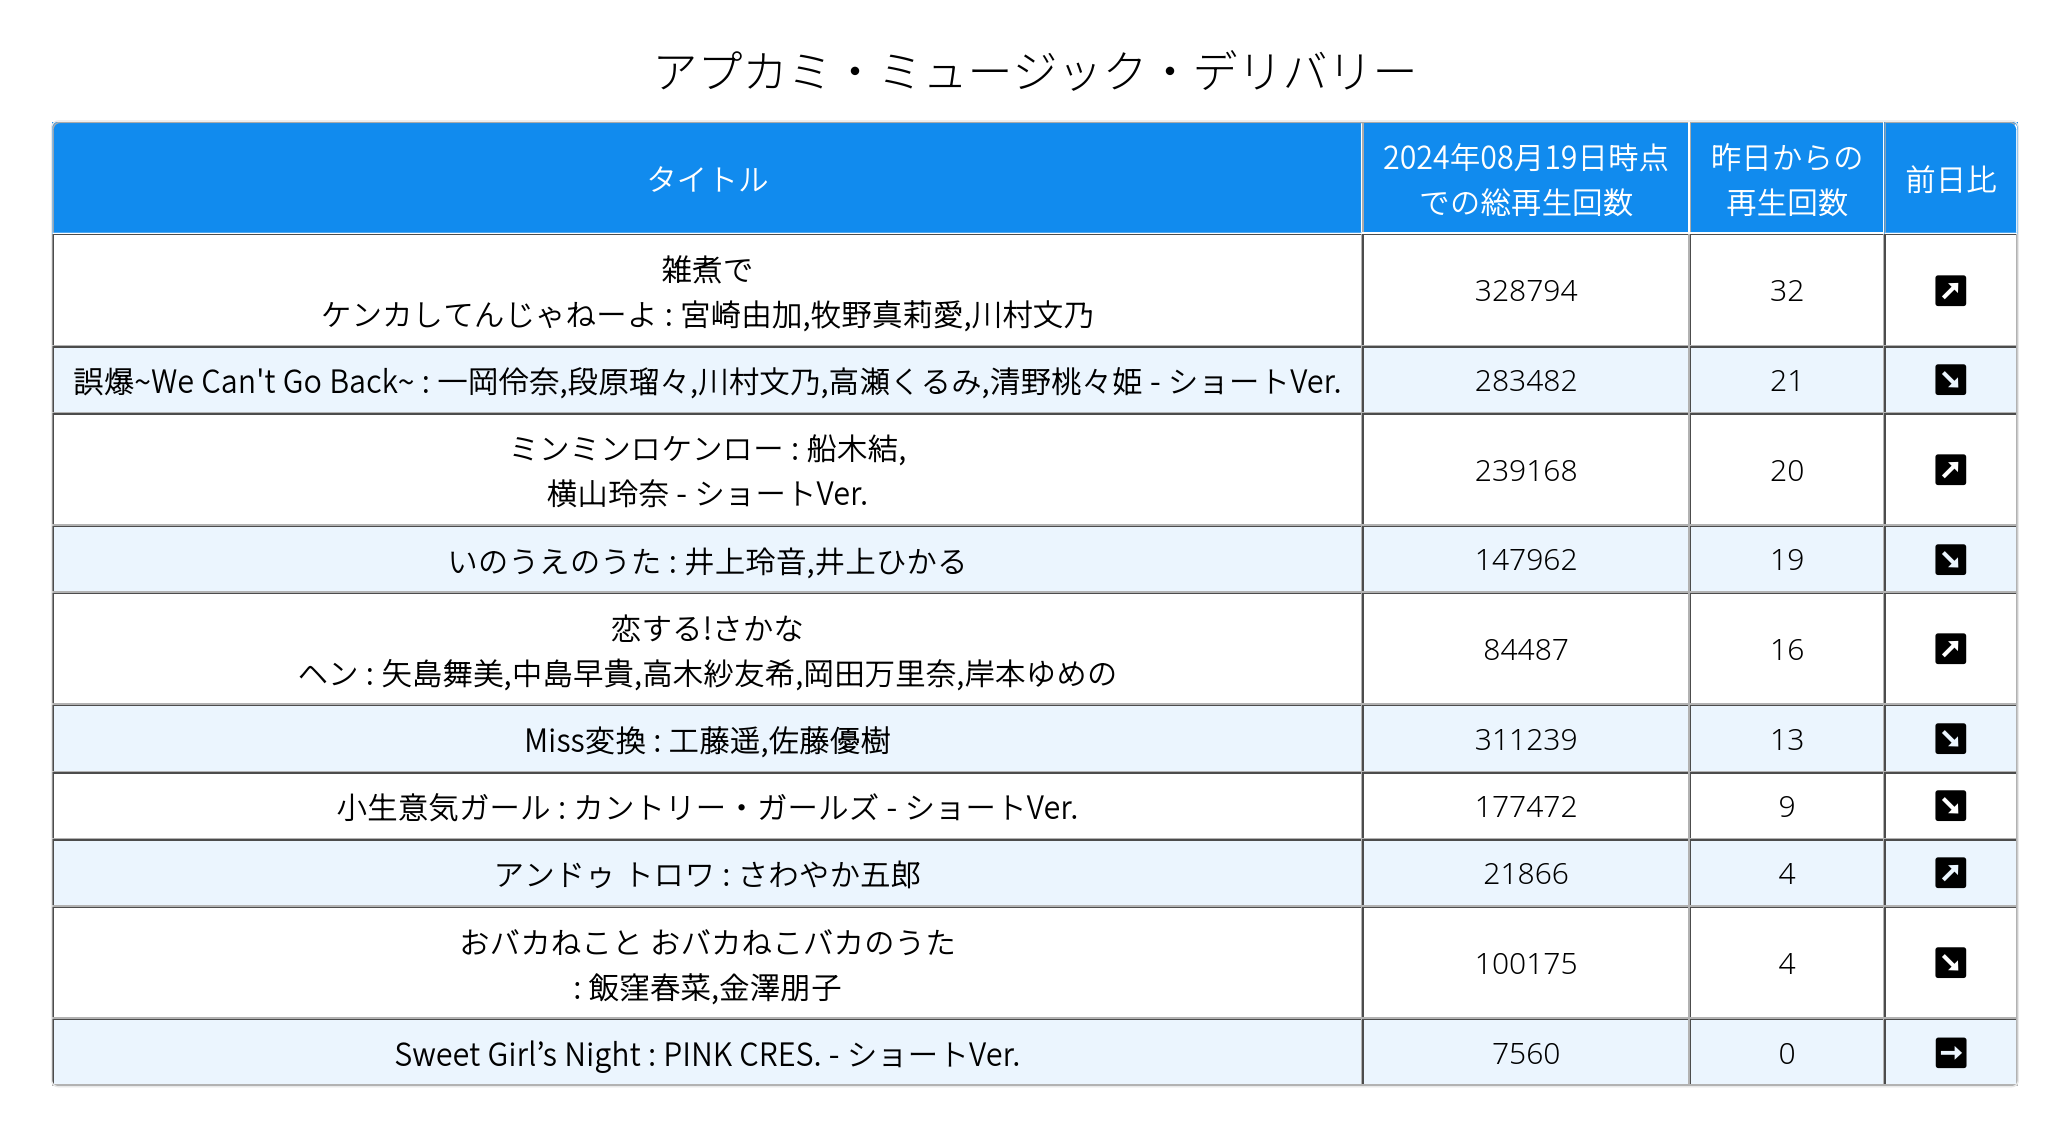 アプカミ・ミュージック・デリバリー
タイトル
2024年08月19日時点
での総再生回数
昨日からの
再生回数
前日比
雑煮で
ケンカしてんじゃねーよ : 宮崎由加,牧野真莉愛,川村文乃
328794
32
誤爆~We Can't Go Back~ : 一岡伶奈,段原瑠々,川村文乃,高瀬くるみ,清野桃々姫 - ショートVer.
283482
21
ミンミンロケンロー : 船木結,
横山玲奈 - ショートVer.
239168
20
いのうえのうた : 井上玲音,井上ひかる
147962
19
恋する!さかな
ヘン : 矢島舞美,中島早貴,高木紗友希,岡田万里奈,岸本ゆめの
84487
16
Miss変換 : 工藤遥,佐藤優樹
311239
13
小生意気ガール : カントリー・ガールズ - ショートVer.
177472
9
アンドゥ トロワ : さわやか五郎
21866
4
おバカねこと おバカねこバカのうた
: 飯窪春菜,金澤朋子
100175
4
Sweet Girl’s Night : PINK CRES. - ショートVer.
7560
0